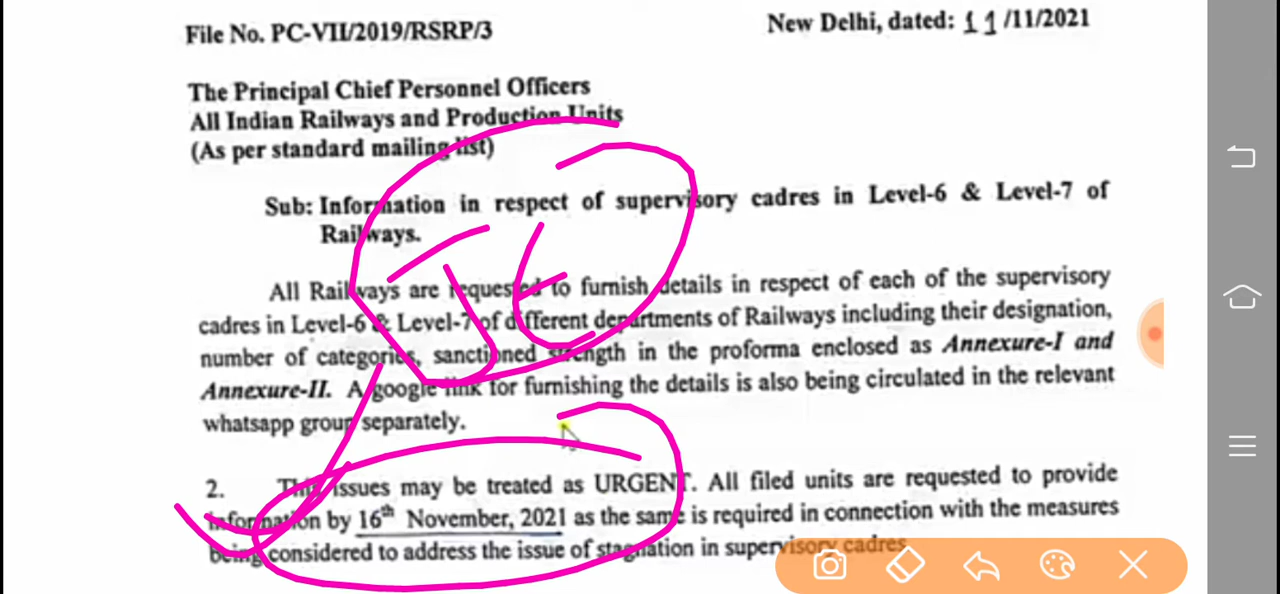 File No. PC-VII/2019/RSRP/3 New Delhi, dated: 11/11/2021
The Principal Chief Personnel Officers
All Indian Railways and Production Units
(As per standard mailing list)
Sub: Information in respect of supervisory cadres in Level-6 & Level-7 of
Railways.
JE
All Railways are requested to furnish details in respect of each of the supervisory
cadres in Level-6 & Level-7 of different departments of Railways including their designation,
number of categories, sanctioned strength in the proforma enclosed as Annexure-I and
Annexure-II. A google link for furnishing the details is also being circulated in the relevant
whatsapp group separately.
2. This issues may be treated as URGENT. All filed units are requested to provide
information by 16th November, 2021 as the same is required in connection with the measures
being considered to address the issue of stagnation in supervisory cadres